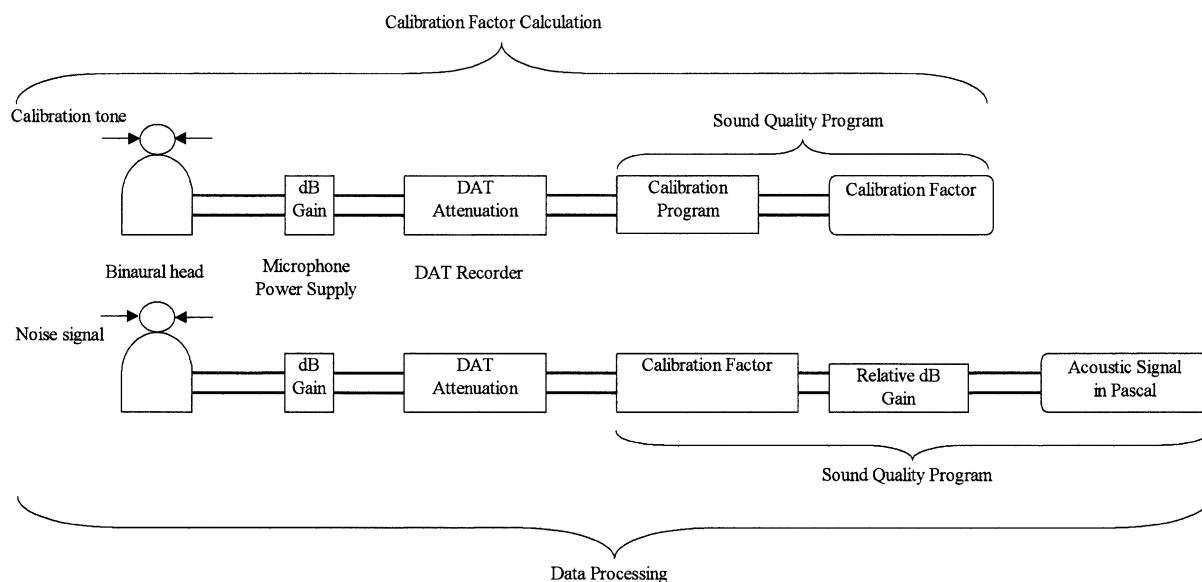 Calibration Factor Calculation
Calibration tone
Sound Quality Program
dB
Gain
DAT
Attenuation
Calibration
Program
Calibration Factor
Binaural head
Microphone
Power Supply
DAT Recorder
Noise signal
dB
Gain
DAT
Attenuation
Calibration Factor
Relative dB
Gain
Acoustic Signal
in Pascal
Sound Quality Program
Data Processing